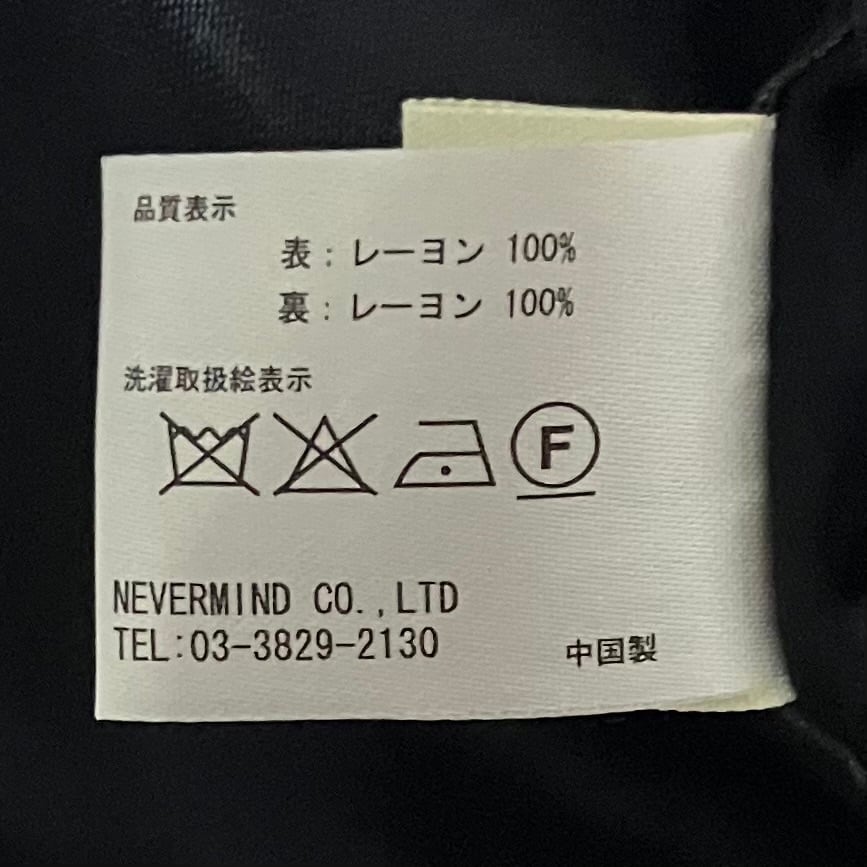 品質表示
表：レーヨン 100%
裏：レーヨン 100%
洗濯取扱絵表示
F
NEVERMIND CO.,LTD
TEL:03-3829-2130
中国製